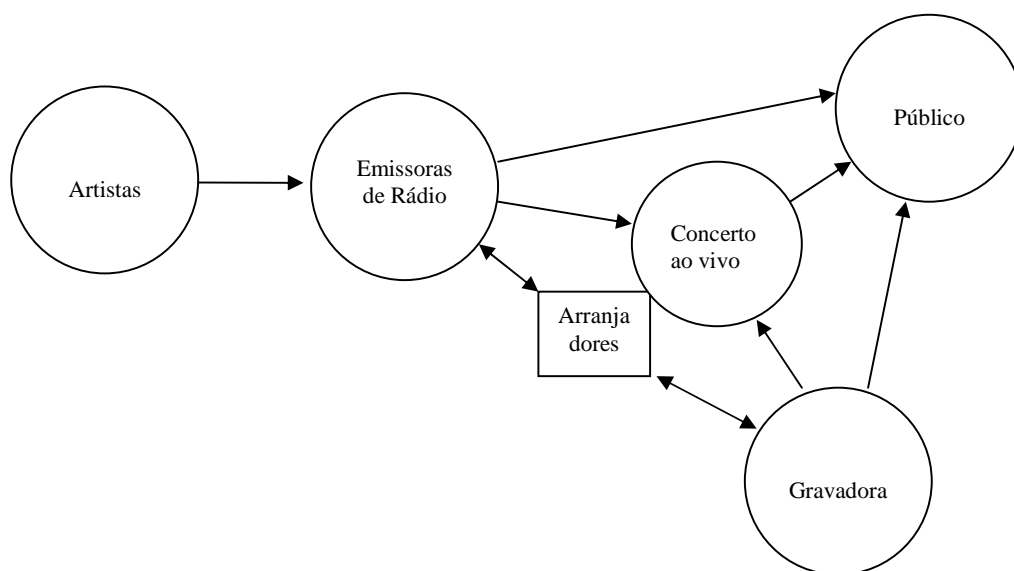 Artistas
Emissoras
de Rádio
Público
Concerto
ao vivo
Arranja
dores
Gravadora